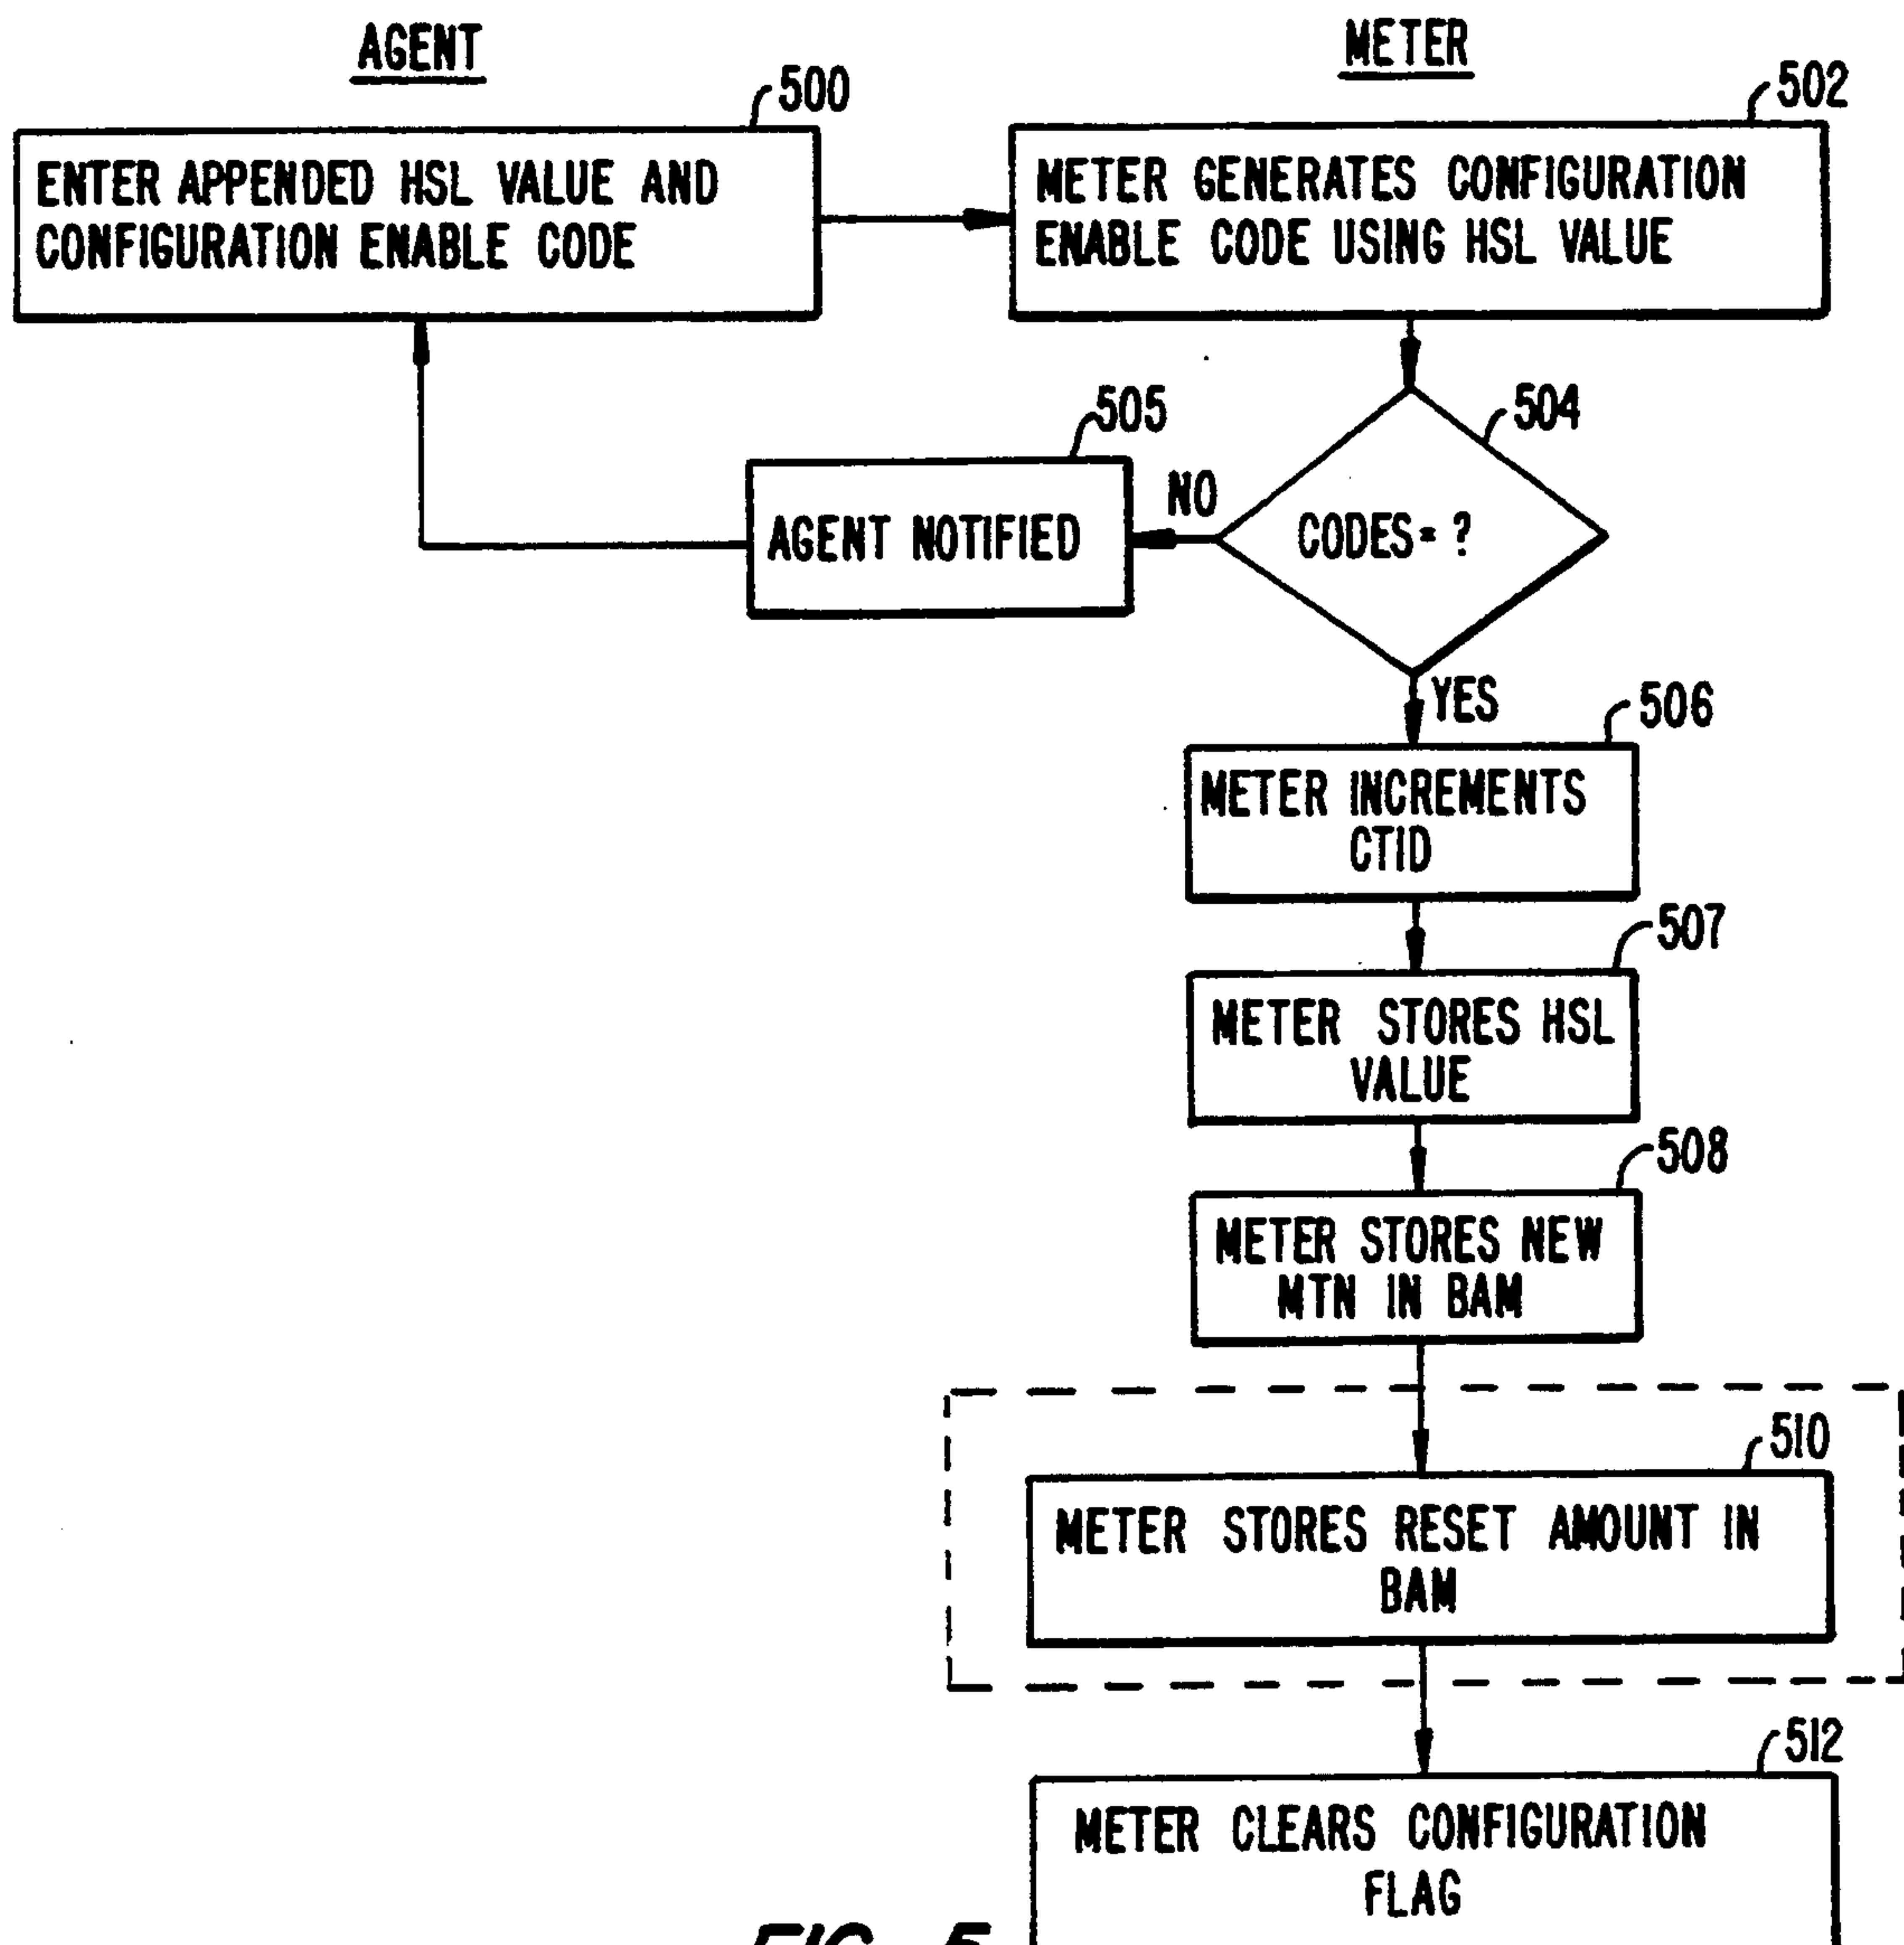 AGENT
METER
500
502
ENTER APPENDED HSL VALUE AND
CONFIGURATION ENABLE CODE
METER GENERATES CONFIGURATION
ENABLE CODE USING HSL VALUE
504
505
NO
AGENT NOTIFIED
CODES= ?
YES
506
METER INCREMENTS
CTID
507
METER STORES HSL
VALUE
508
METER STORES NEW
MTN IN BAM
510
METER STORES RESET AMOUNT IN
BAM
512
METER CLEARS CONFIGURATION
FLAG